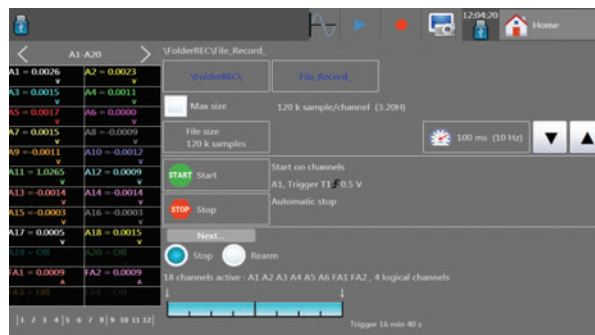 12:04:20
Home
A1-A20
\FolderREC\File_Record_
A1 = 0.0026 V
A2 = 0.0023 V
A3 = 0.0015 V
A4 = 0.0011 V
A5 = 0.0017 V
A6 = 0.0000 V
A7 = 0.0015 V
A8 =-0.0009 V
A9 =-0.0011 V
A10 =-0.0012 V
A11 = 1.0265 V
A12 = 0.0009 V
A13 =-0.0014 V
A14 =-0.0014 V
A15 =-0.0003 V
A16 =-0.0003 V
A17 = 0.0005 V
A18 = 0.0015 V
A19 = Off
A20 = Off
FA1 = 0.0009 A
FA2 = 0.0009 A
1 2 3 4 5 6 7 8 9 10 11 12
\FolderREC\
File_Record_
Max size
120 k sample/channel (3.20H)
File size
120 k samples
100 ms (10 Hz)
START Start
Start on channels
A1, Trigger T1 0.5 V
STOP Stop
Automatic stop
Next...
Stop
Rearm
18 channels active : A1 A2 A3 A4 A5 A6 FA1 FA2 , 4 logical channels
Trigger 16 min 40 s